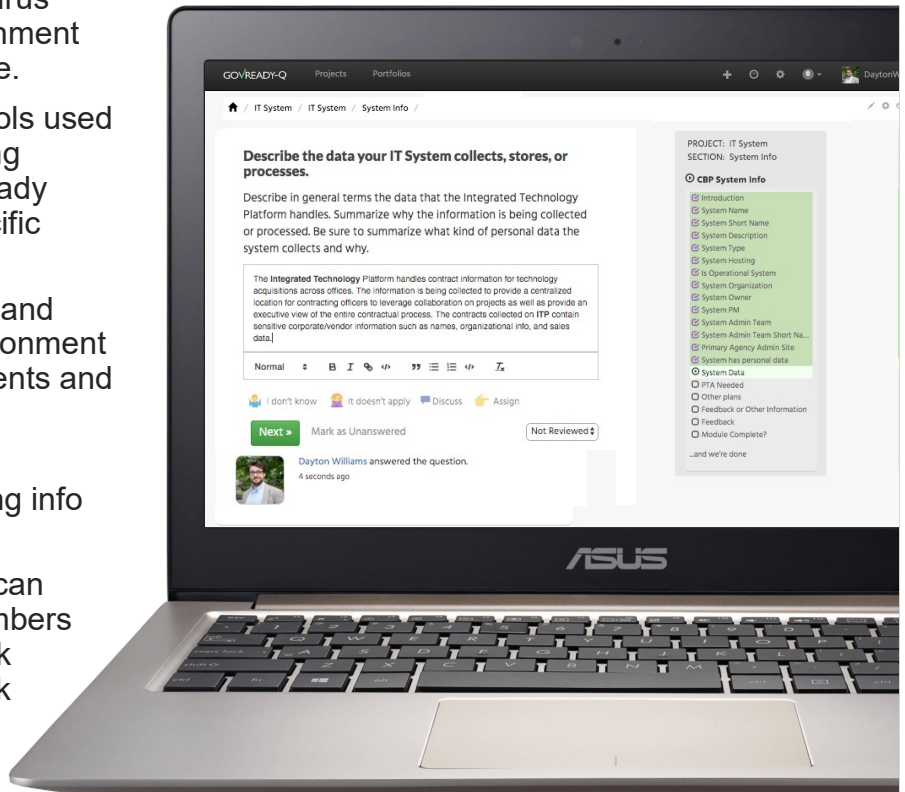 irus
nment
e.
ols used
ng
ady
ific
and
onment
ents and
ng info
can
mbers
k
k
GOVREADY-Q Projects Portfolios DaytonW
/ IT System / IT System / System Info /
Describe the data your IT System collects, stores, or
processes.
Describe in general terms the data that the Integrated Technology
Platform handles. Summarize why the information is being collected
or processed. Be sure to summarize what kind of personal data the
system collects and why.
The Integrated Technology Platform handles contract information for technology
acquisitions across offices. The information is being collected to provide a centralized
location for contracting officers to leverage collaboration on projects as well as provide an
executive view of the entire contractual process. The contracts collected on ITP contain
sensitive corporate/vendor information such as names, organizational info, and sales
data.
Normal B I
I don't know It doesn't apply Discuss Assign
Next » Mark as Unanswered Not Reviewed
Dayton Williams answered the question.
4 seconds ago
PROJECT: IT System
SECTION: System Info
CBP System Info
Introduction
System Name
System Short Name
System Description
System Type
System Hosting
Is Operational System
System Organization
System Owner
System PM
System Admin Team
System Admin Team Short Na...
Primary Agency Admin Site
System has personal data
System Data
PTA Needed
Other plans
Feedback or Other Information
Feedback
Module Complete?
...and we're done
ASUS